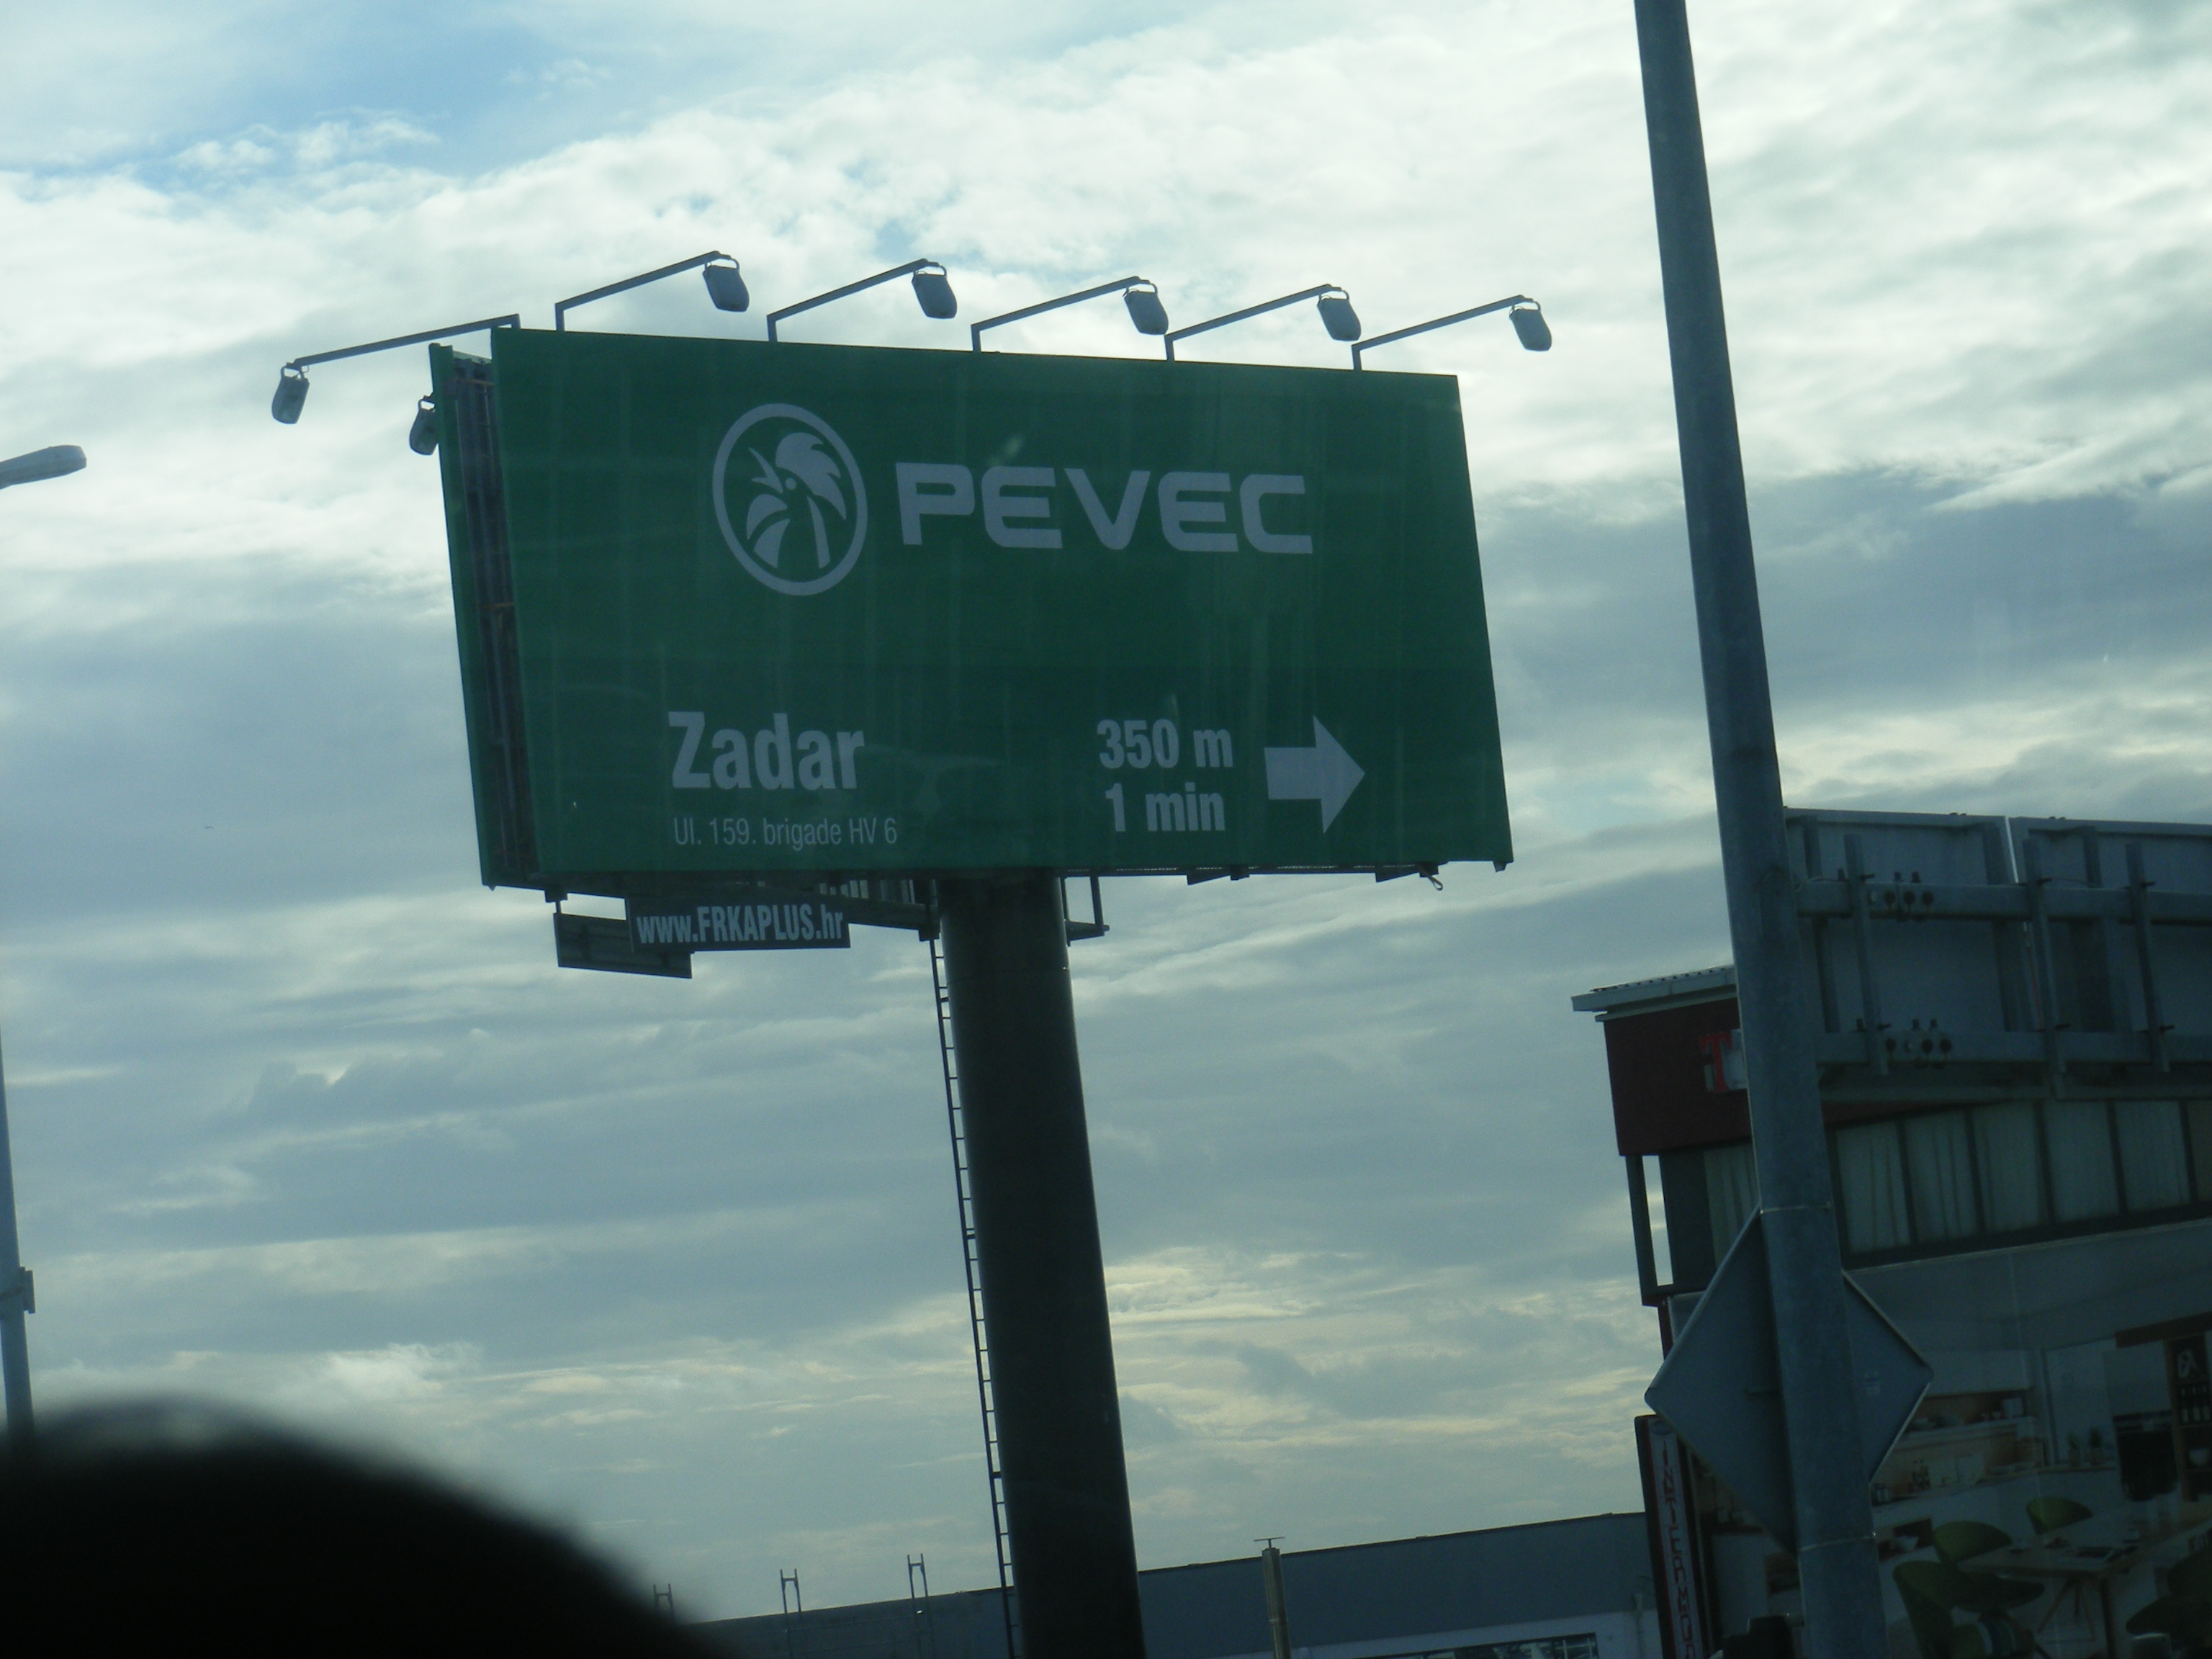 PEVEC
Zadar
Ul. 159. brigade HV 6
350 m
1 min
www.FRKAPLUS.hr